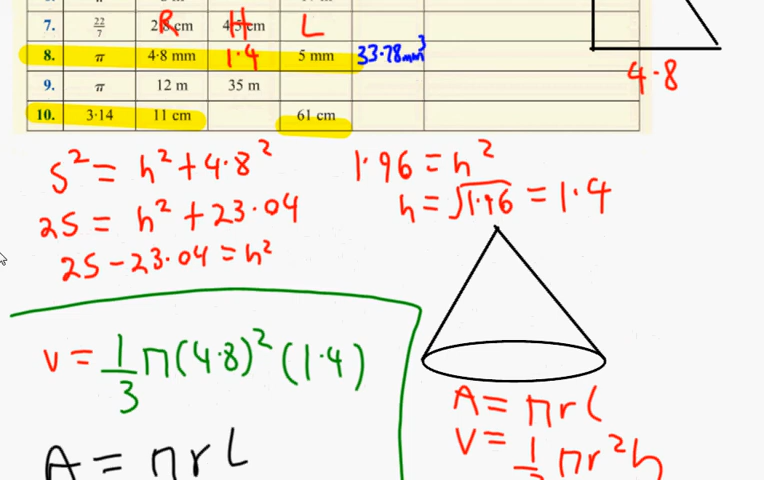 7. 22/7 2·8 cm 4·5 cm
R H L
8. π 4·8 mm 1·4 5 mm 33·78mm³
9. π 12 m 35 m
10. 3·14 11 cm 61 cm
4·8
5² = h² + 4·8²
25 = h² + 23·04
25 - 23·04 = h²
1·96 = h²
h = √1·96 = 1·4
V = 1/3 π(4·8)² (1·4)
A = πrl
A = πrl
V = 1/3 πr²h